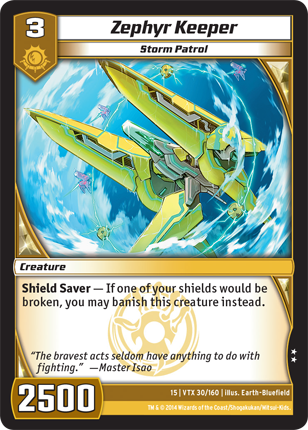 3
Zephyr Keeper
Storm Patrol
Creature
Shield Saver — If one of your shields would be
broken, you may banish this creature instead.
"The bravest acts seldom have anything to do with
fighting." —Master Isao
2500
15 | VTX 30/160 | illus. Earth-Bluefield
TM & © 2014 Wizards of the Coast/Shogakukan/Mitsui-Kids.